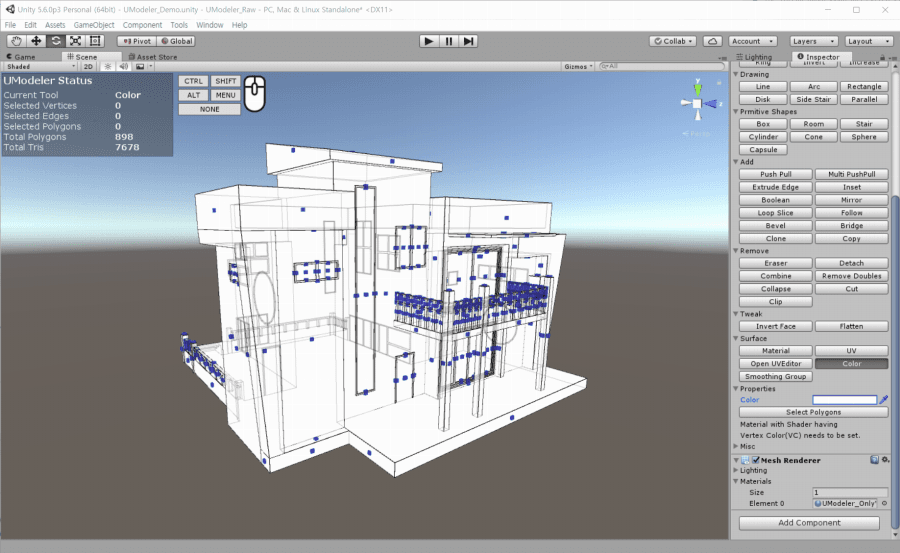 Unity 5.6.0p3 Personal (64bit) - UModeler_Demo.unity - UModeler_Raw - PC, Mac & Linux Standalone* <DX11>
File Edit Assets GameObject Component Tools Window Help
Pivot Global Collab Account Layers Layout
Game Scene Asset Store Lighting Inspector
Shaded 2D Gizmos All
UModeler Status
Current Tool Color
Selected Vertices 0
Selected Edges 0
Selected Polygons 0
Total Polygons 898
Total Tris 7678
CTRL SHIFT
ALT MENU
NONE
y
z
Persp
Ring Invert Increase
Drawing
Line Arc Rectangle
Disk Side Stair Parallel
Prmitive Shapes
Box Room Stair
Cylinder Cone Sphere
Capsule
Add
Push Pull Multi PushPull
Extrude Edge Inset
Boolean Mirror
Loop Slice Follow
Bevel Bridge
Clone Copy
Remove
Eraser Detach
Combine Remove Doubles
Collapse Cut
Clip
Tweak
Invert Face Flatten
Surface
Material UV
Open UVEditor Color
Smoothing Group
Properties
Color
Select Polygons
Material with Shader having
Vertex Color(VC) needs to be set.
Misc
Mesh Renderer
Lighting
Materials
Size 1
Element 0 UModeler_Only
Add Component